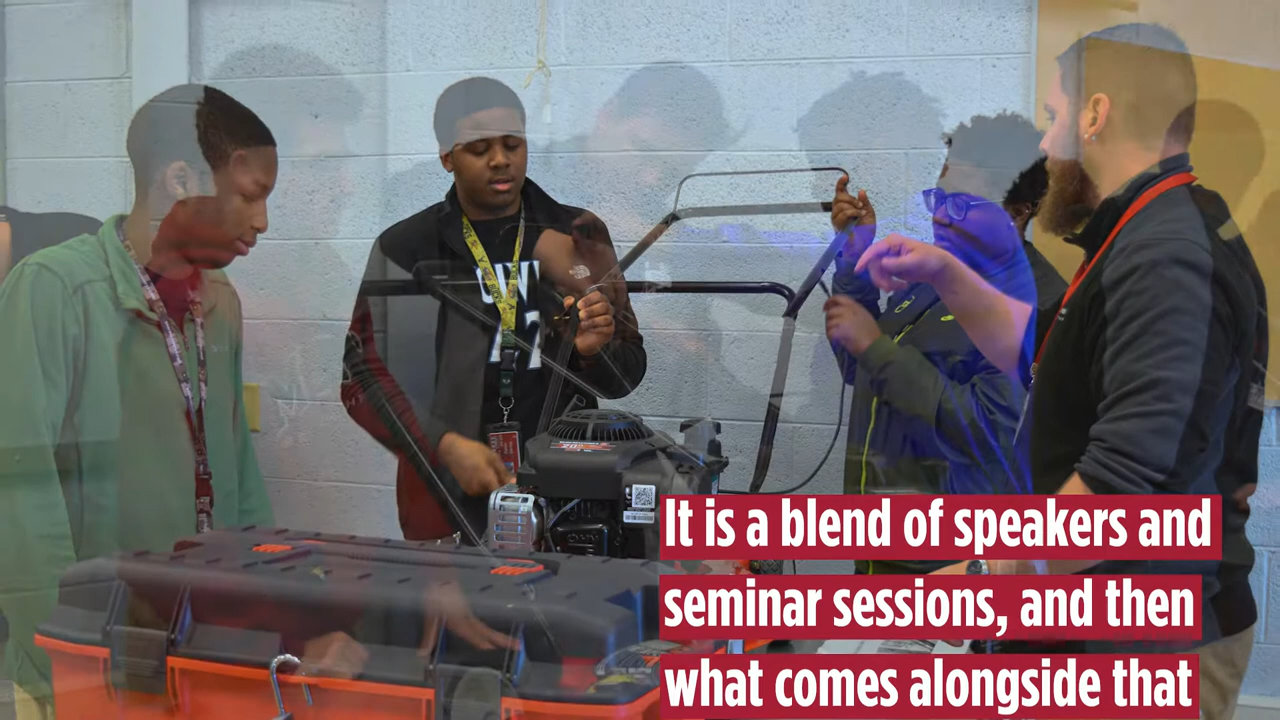 It is a blend of speakers and
seminar sessions, and then
what comes alongside that